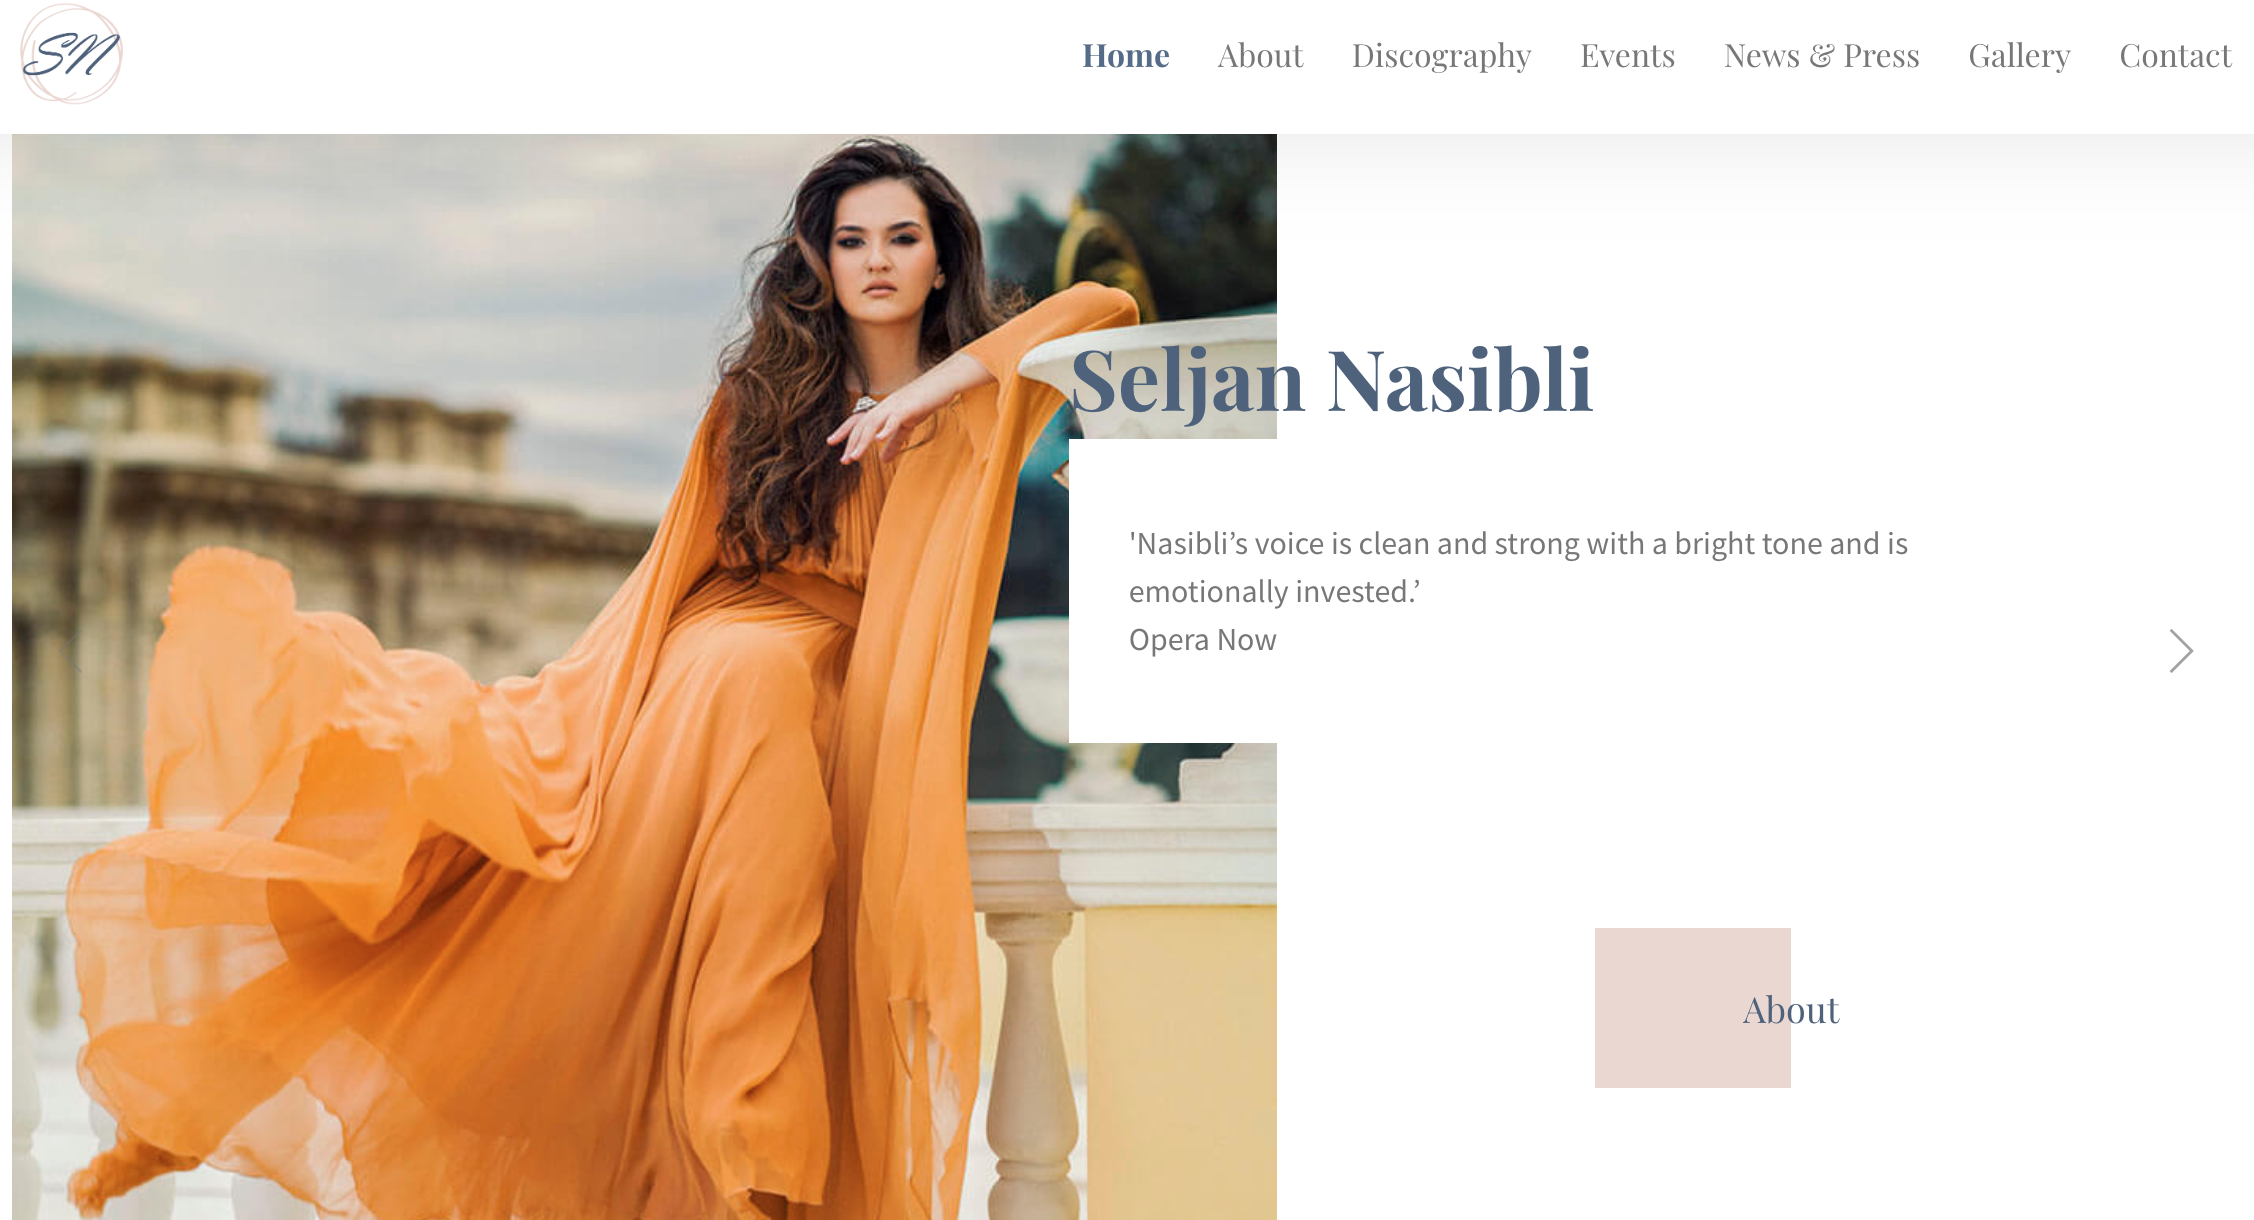 SN
Home About Discography Events News & Press Gallery Contact
Seljan Nasibli
'Nasibli’s voice is clean and strong with a bright tone and is
emotionally invested.’
Opera Now
About